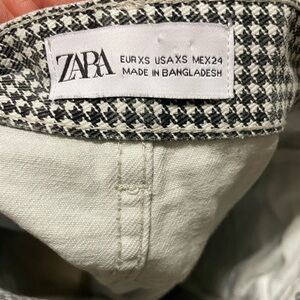 ZARA
EUR XS USA XS MEX 24
MADE IN BANGLADESH